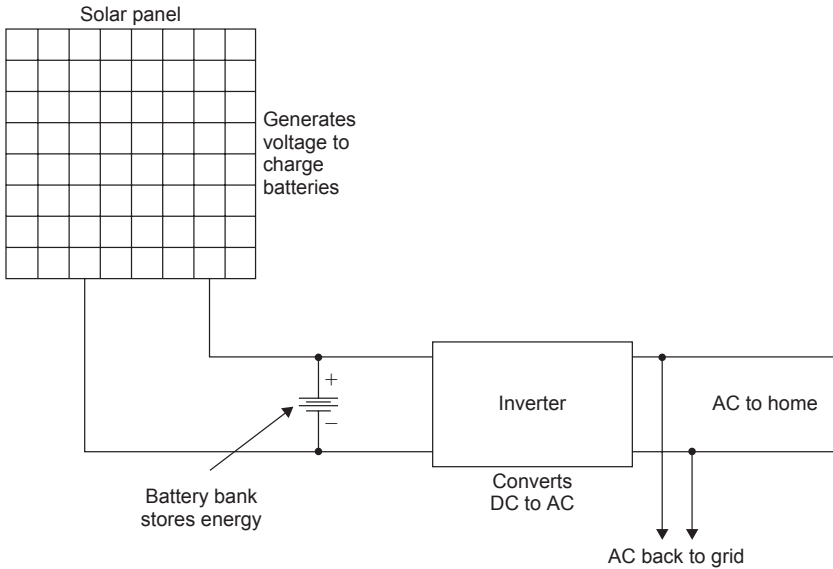 Solar panel
Generates
voltage to
charge
batteries
+
−
Battery bank
stores energy
Inverter
Converts
DC to AC
AC to home
AC back to grid